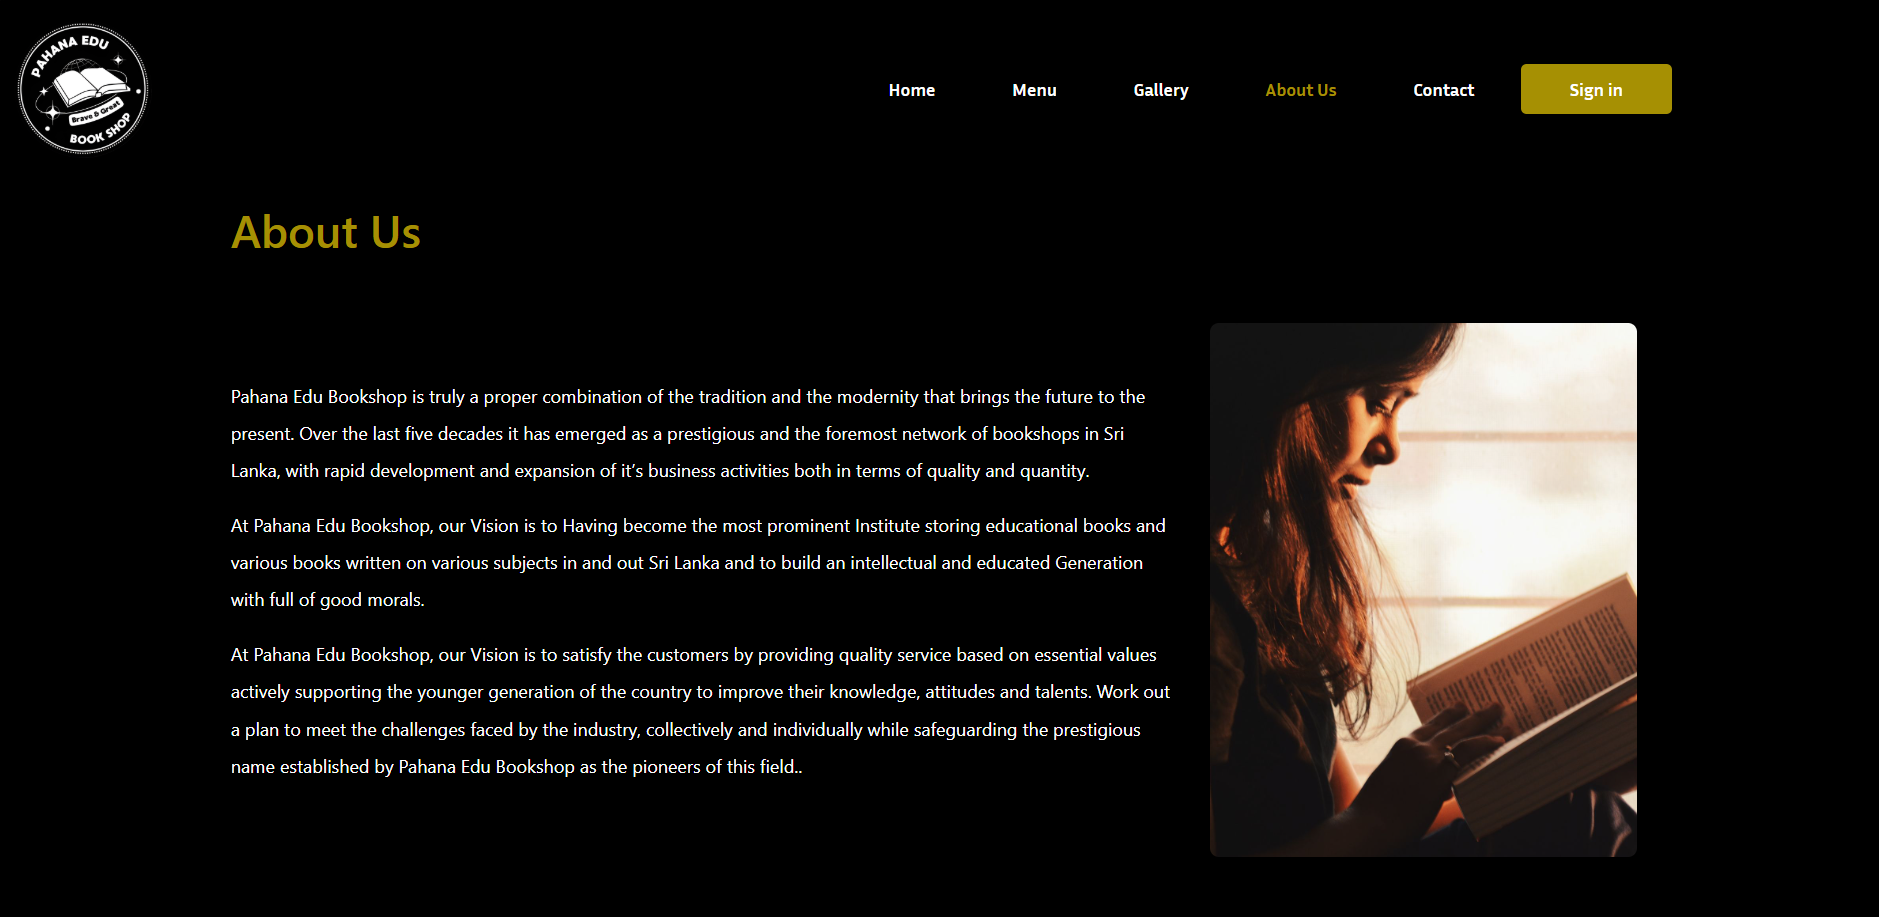 PAHANA EDU
Brave & Great
BOOK SHOP
Home
Menu
Gallery
About Us
Contact
Sign in
About Us
Pahana Edu Bookshop is truly a proper combination of the tradition and the modernity that brings the future to the
present. Over the last five decades it has emerged as a prestigious and the foremost network of bookshops in Sri
Lanka, with rapid development and expansion of it’s business activities both in terms of quality and quantity.
At Pahana Edu Bookshop, our Vision is to Having become the most prominent Institute storing educational books and
various books written on various subjects in and out Sri Lanka and to build an intellectual and educated Generation
with full of good morals.
At Pahana Edu Bookshop, our Vision is to satisfy the customers by providing quality service based on essential values
actively supporting the younger generation of the country to improve their knowledge, attitudes and talents. Work out
a plan to meet the challenges faced by the industry, collectively and individually while safeguarding the prestigious
name established by Pahana Edu Bookshop as the pioneers of this field..